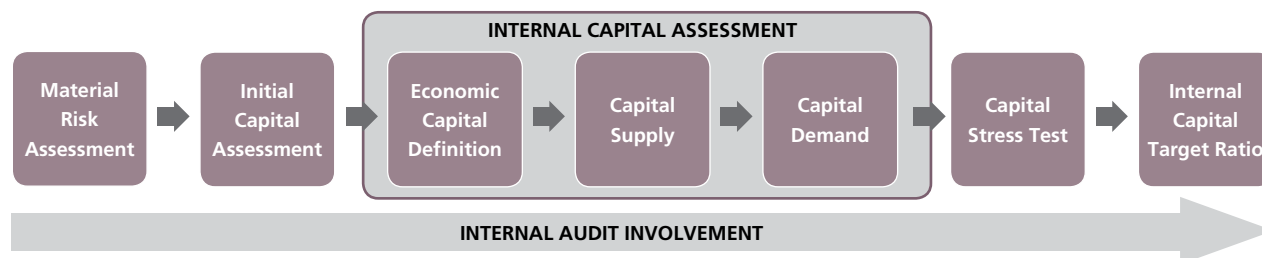 INTERNAL CAPITAL ASSESSMENT
Material
Risk
Assessment
Initial
Capital
Assessment
Economic
Capital
Definition
Capital
Supply
Capital
Demand
Capital
Stress Test
Internal
Capital
Target Ratio
INTERNAL AUDIT INVOLVEMENT